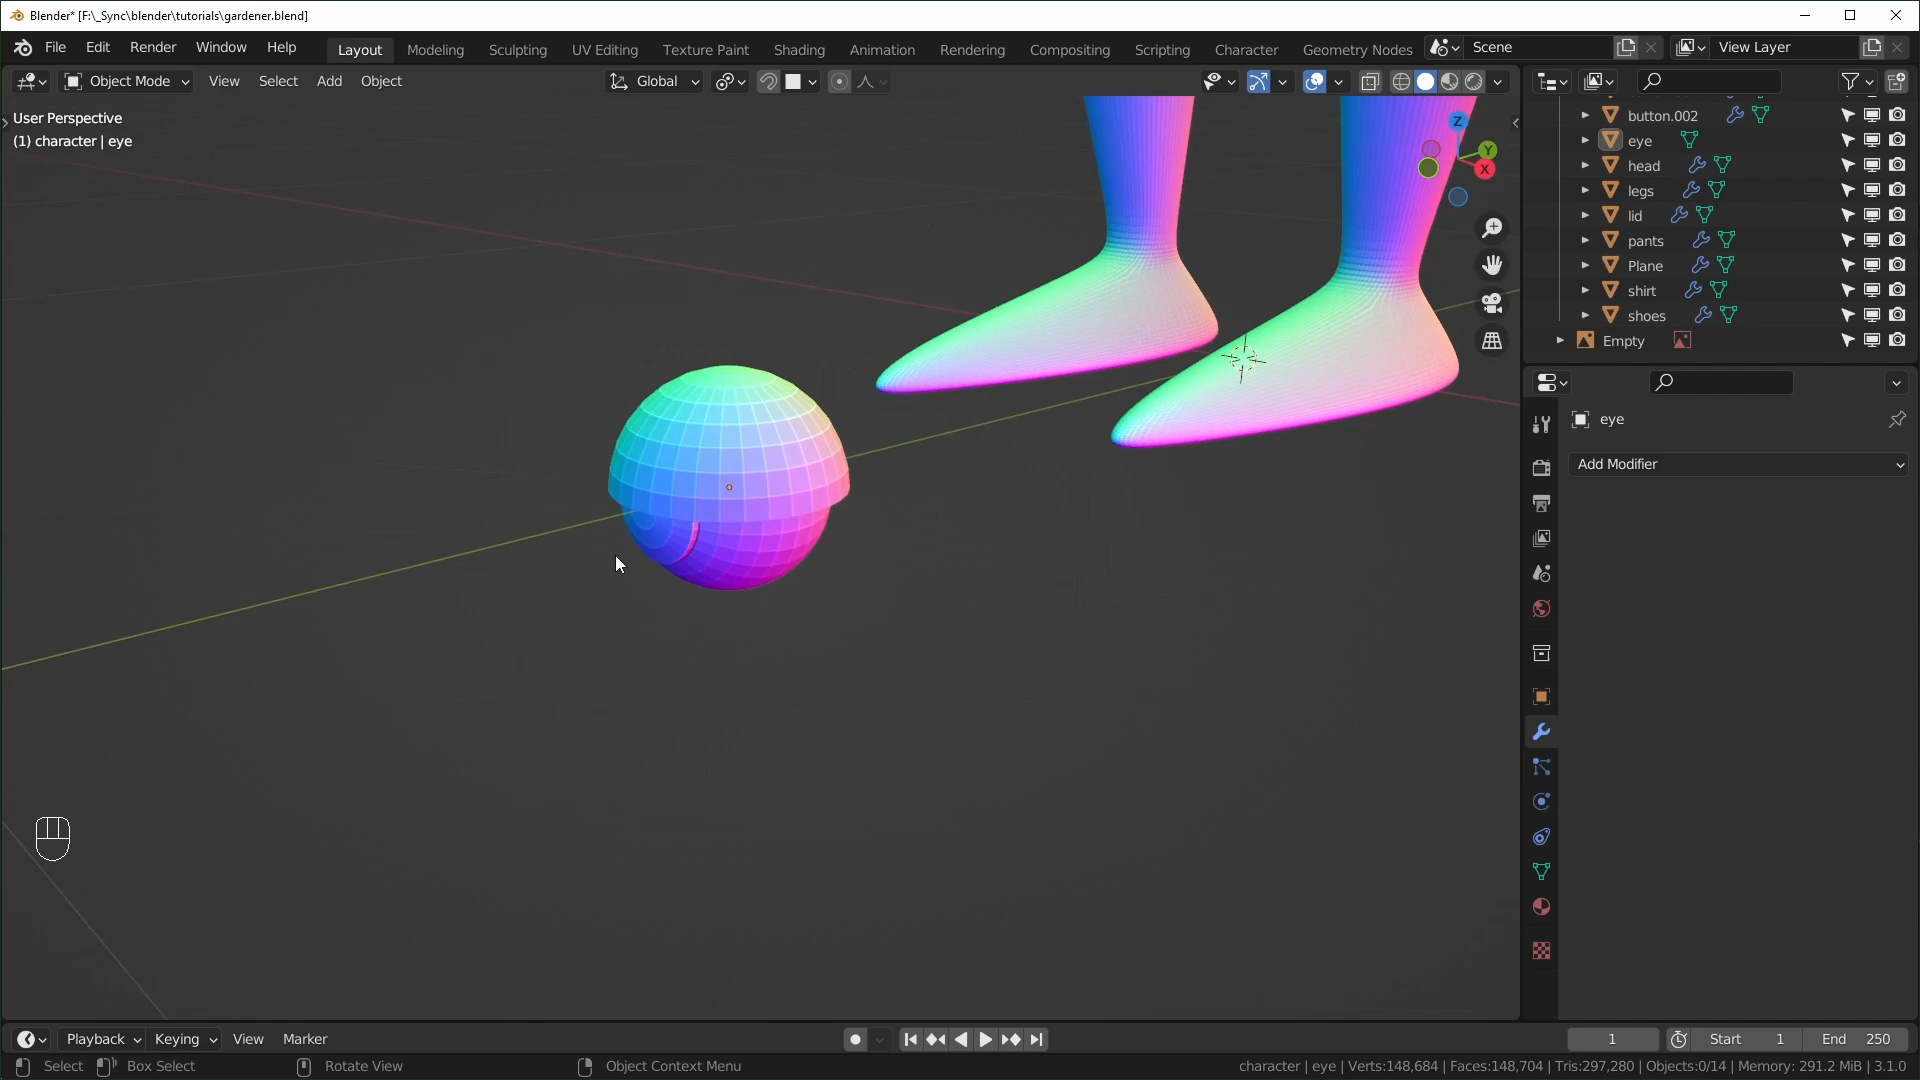 Blender* [F:\_Sync\blender\tutorials\gardener.blend]
File Edit Render Window Help Layout Modeling Sculpting UV Editing Texture Paint Shading Animation Rendering Compositing Scripting Character Geometry Nodes Scene View Layer
Object Mode View Select Add Object Global
User Perspective
(1) character | eye
Z
Y
X
button.002
eye
head
legs
lid
pants
Plane
shirt
shoes
Empty
eye
Add Modifier
Playback Keying View Marker 1 Start 1 End 250
Select Box Select Rotate View Object Context Menu character | eye | Verts:148,684 | Faces:148,704 | Tris:297,280 | Objects:0/14 | Memory: 291.2 MiB | 3.1.0